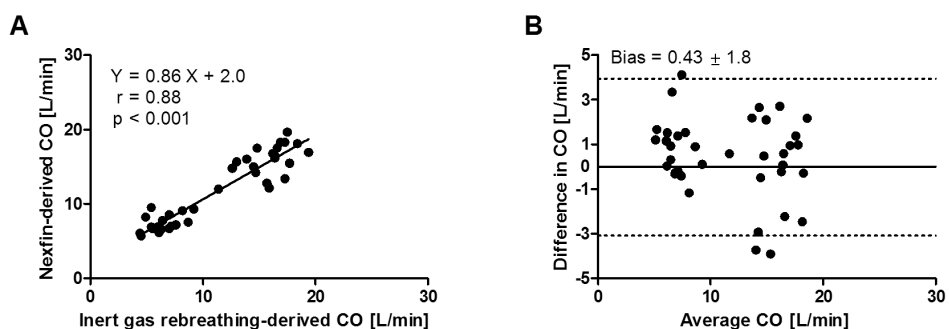 A
Nexfin-derived CO [L/min]
30
20
10
0
Y = 0.86 X + 2.0
r = 0.88
p < 0.001
0 10 20 30
Inert gas rebreathing-derived CO [L/min]
B
Difference in CO [L/min]
5
3
1
0
-1
-3
-5
Bias = 0.43 ± 1.8
0 10 20 30
Average CO [L/min]